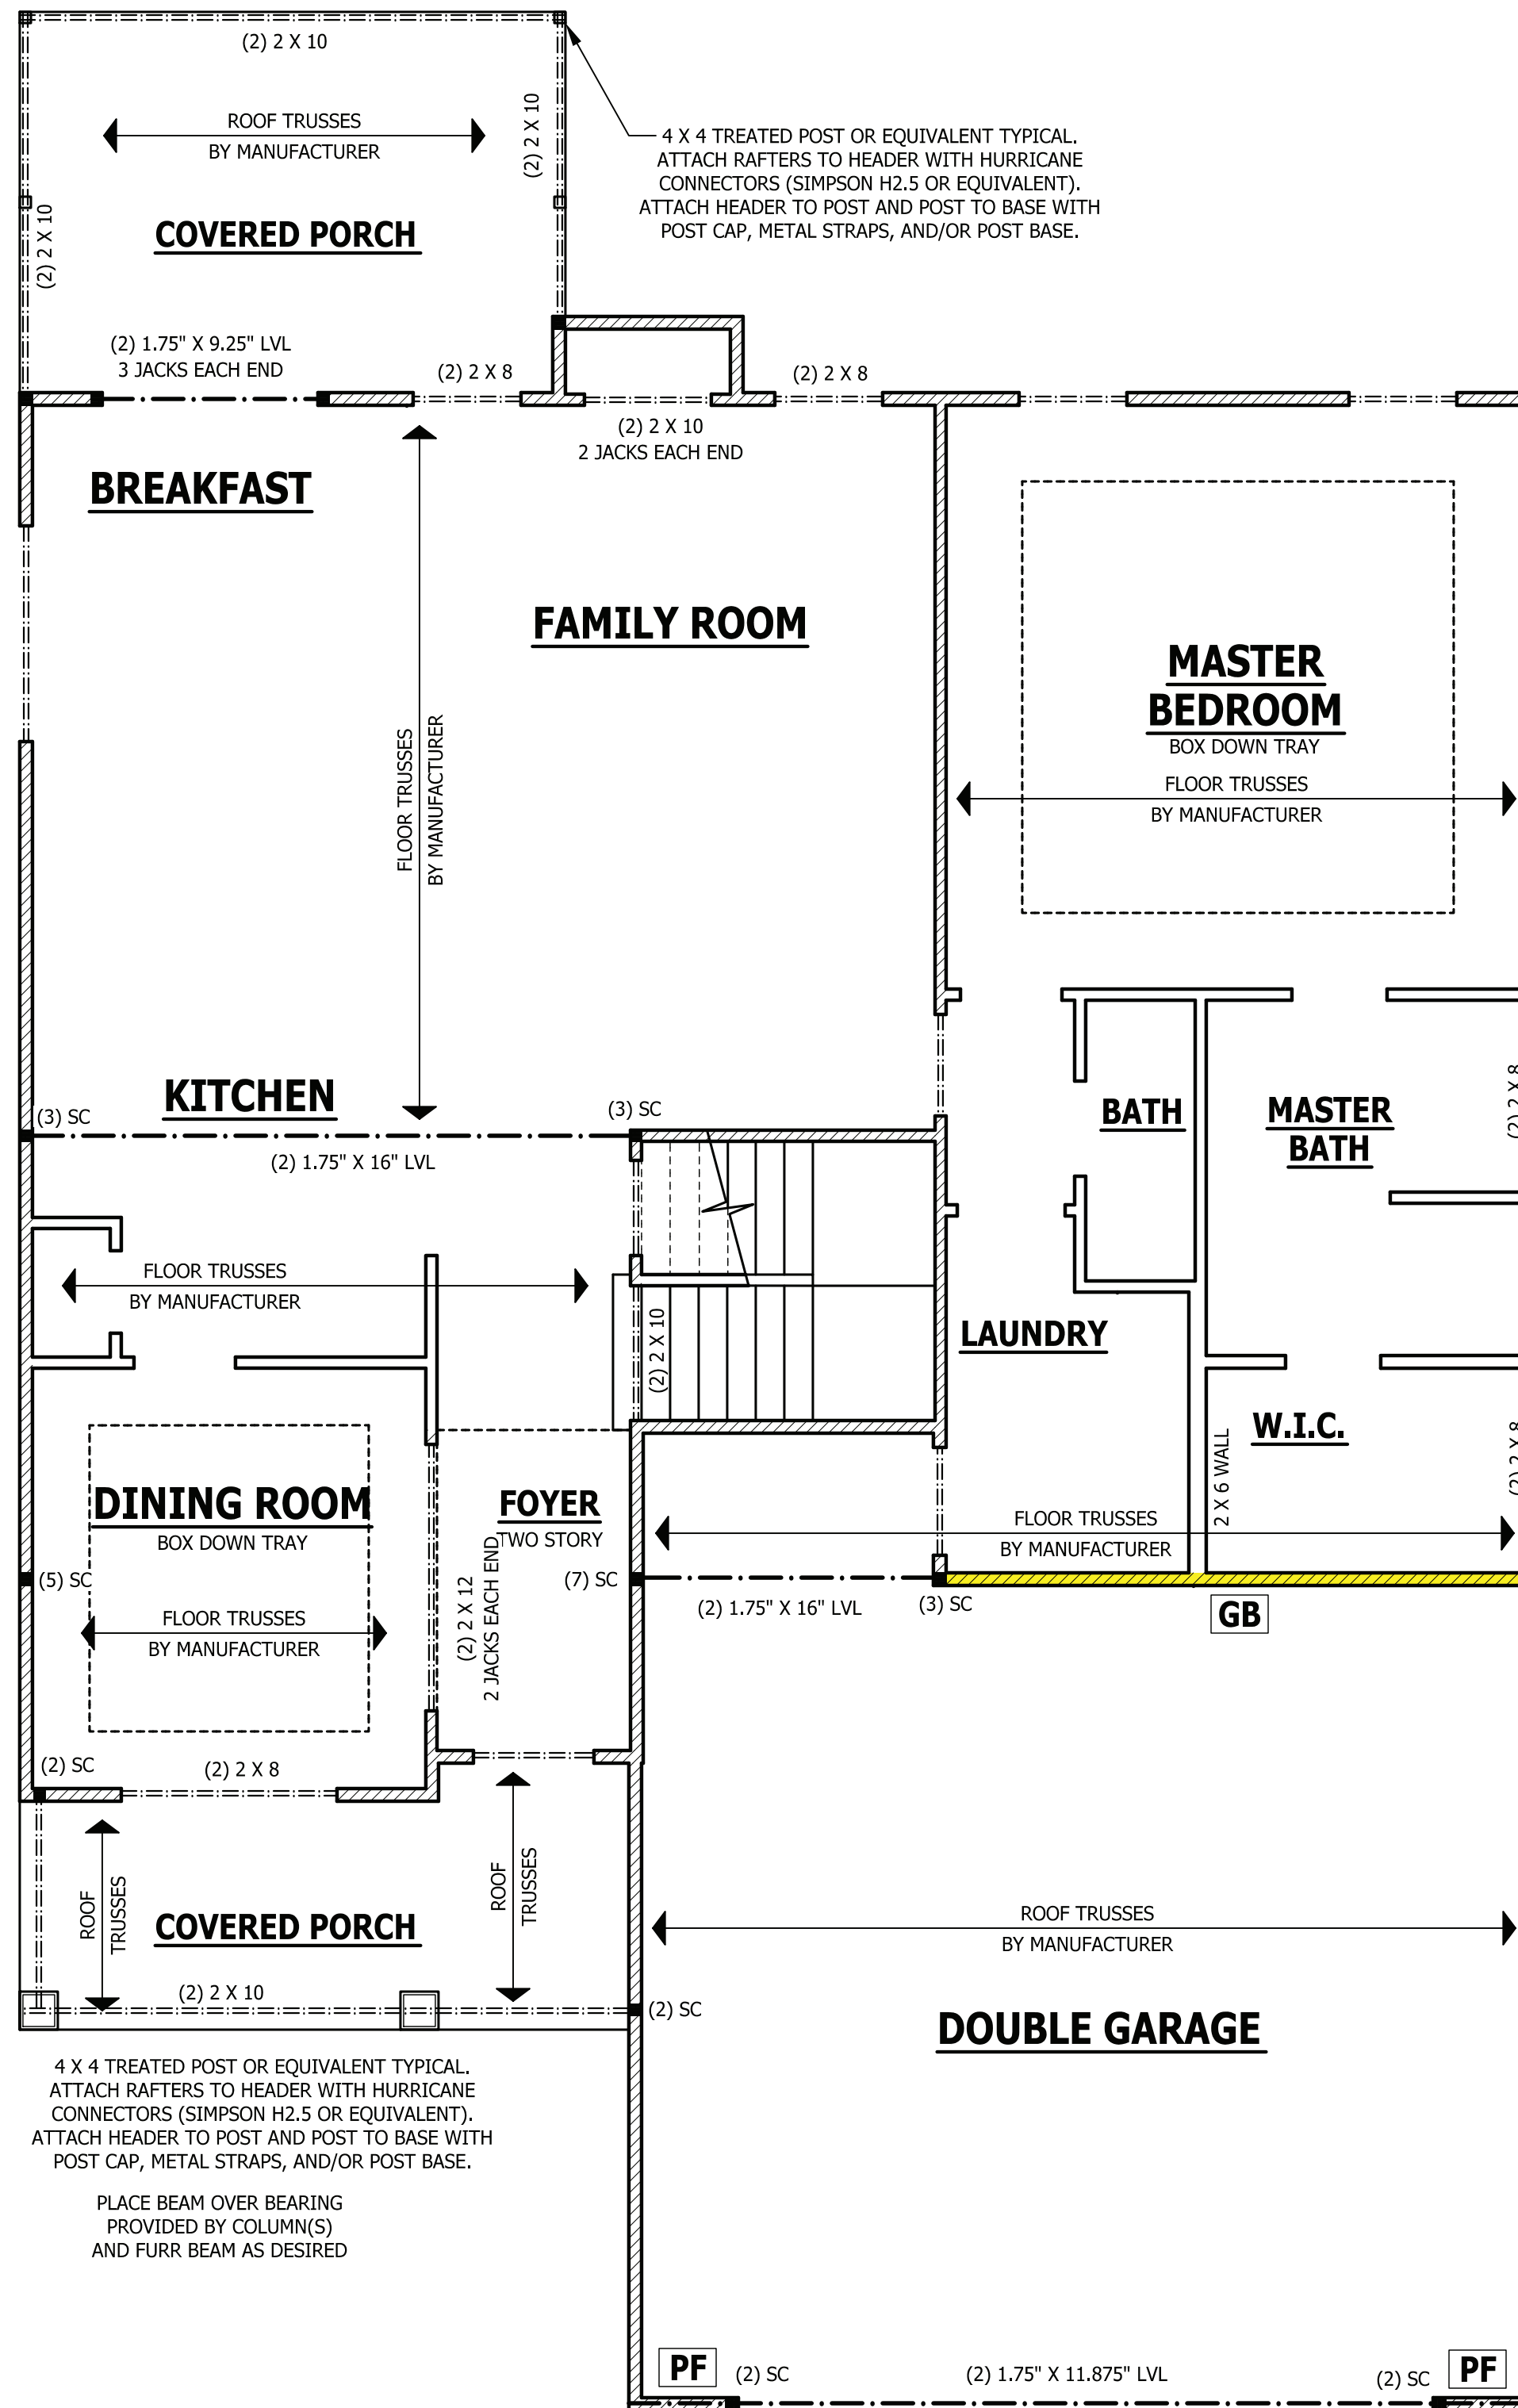 (2) 2 X 10
ROOF TRUSSES
BY MANUFACTURER
(2) 2 X 10
(2) 2 X 10
COVERED PORCH
4 X 4 TREATED POST OR EQUIVALENT TYPICAL.
ATTACH RAFTERS TO HEADER WITH HURRICANE
CONNECTORS (SIMPSON H2.5 OR EQUIVALENT).
ATTACH HEADER TO POST AND POST TO BASE WITH
POST CAP, METAL STRAPS, AND/OR POST BASE.
(2) 1.75" X 9.25" LVL
3 JACKS EACH END
(2) 2 X 8
(2) 2 X 8
(2) 2 X 10
2 JACKS EACH END
BREAKFAST
FAMILY ROOM
FLOOR TRUSSES
BY MANUFACTURER
MASTER
BEDROOM
BOX DOWN TRAY
FLOOR TRUSSES
BY MANUFACTURER
KITCHEN
(3) SC
(3) SC
(2) 1.75" X 16" LVL
BATH
MASTER
BATH
(2) 2 X 8
FLOOR TRUSSES
BY MANUFACTURER
(2) 2 X 10
LAUNDRY
W.I.C.
2 X 6 WALL
(2) 2 X 8
DINING ROOM
BOX DOWN TRAY
FOYER
TWO STORY
(2) 2 X 12
2 JACKS EACH END
FLOOR TRUSSES
BY MANUFACTURER
(5) SC
(7) SC
(2) 1.75" X 16" LVL
(3) SC
GB
FLOOR TRUSSES
BY MANUFACTURER
(2) SC
(2) 2 X 8
ROOF
TRUSSES
ROOF
TRUSSES
COVERED PORCH
(2) 2 X 10
(2) SC
ROOF TRUSSES
BY MANUFACTURER
DOUBLE GARAGE
4 X 4 TREATED POST OR EQUIVALENT TYPICAL.
ATTACH RAFTERS TO HEADER WITH HURRICANE
CONNECTORS (SIMPSON H2.5 OR EQUIVALENT).
ATTACH HEADER TO POST AND POST TO BASE WITH
POST CAP, METAL STRAPS, AND/OR POST BASE.
PLACE BEAM OVER BEARING
PROVIDED BY COLUMN(S)
AND FURR BEAM AS DESIRED
PF
(2) SC
(2) 1.75" X 11.875" LVL
(2) SC
PF